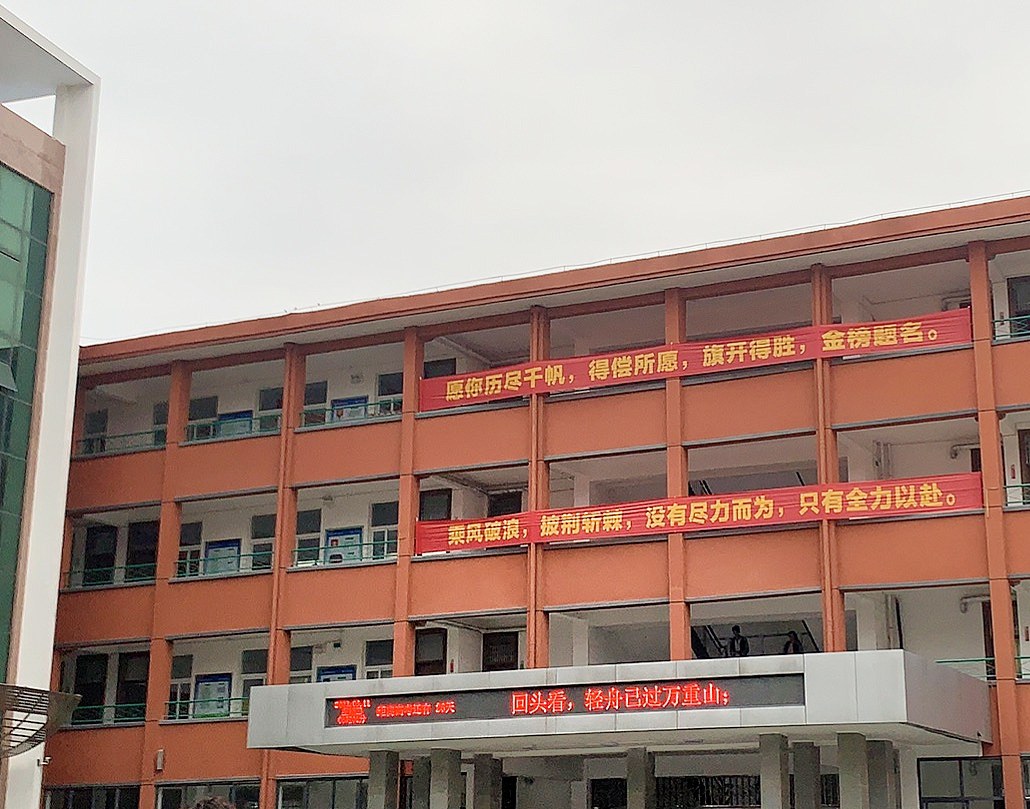 愿你历尽千帆，得偿所愿，旗开得胜，金榜题名。
乘风破浪，披荆斩棘，没有尽力而为，只有全力以赴。
回头看，轻舟已过万重山；